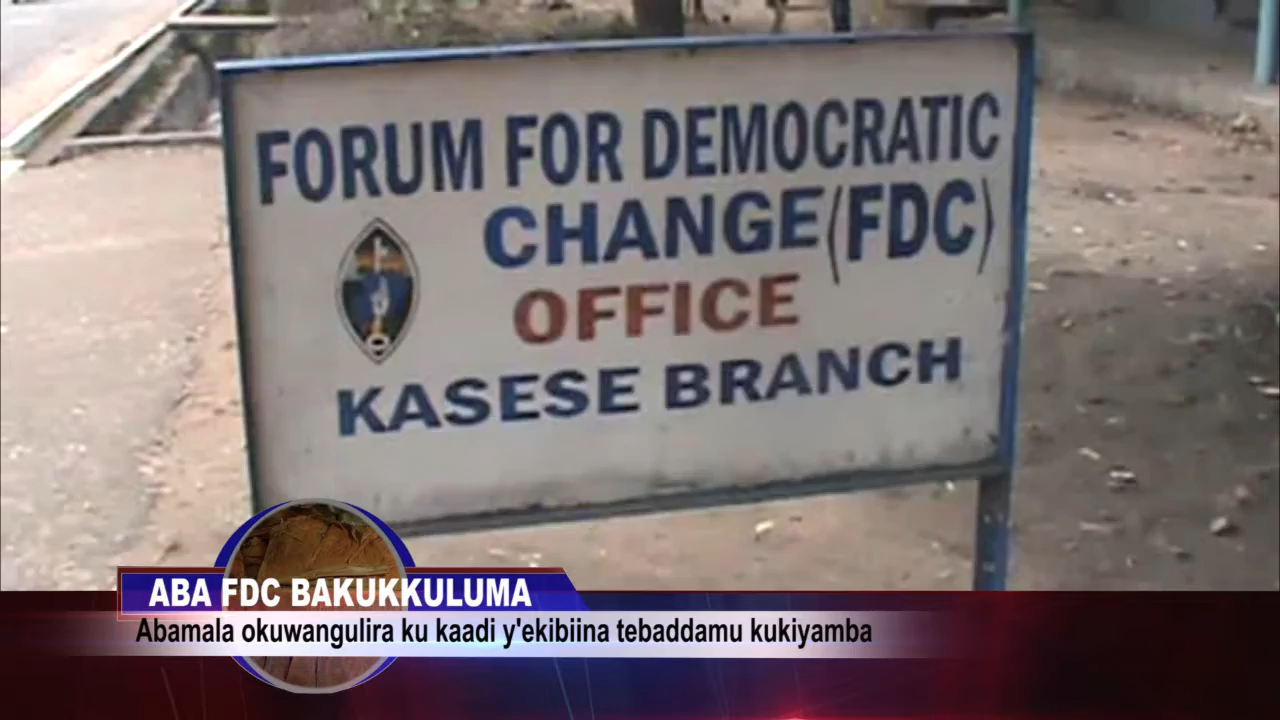 FORUM FOR DEMOCRATIC
CHANGE (FDC)
OFFICE
KASESE BRANCH
ABA FDC BAKUKKULUMA
Abamala okuwangulira ku kaadi y'ekibiina tebaddamu kukiyamba